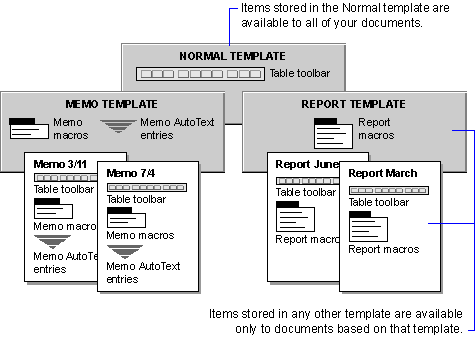 Items stored in the Normal template are
available to all of your documents.
NORMAL TEMPLATE
Table toolbar
MEMO TEMPLATE
Memo
macros
Memo AutoText
entries
REPORT TEMPLATE
Report
macros
Memo 3/11
Table toolbar
Memo macros
Memo AutoTe
entries
Memo 7/4
Table toolbar
Memo macros
Memo AutoText
entries
Report June
Table toolbar
Report macro
Report March
Table toolbar
Report macros
Items stored in any other template are available
only to documents based on that template.